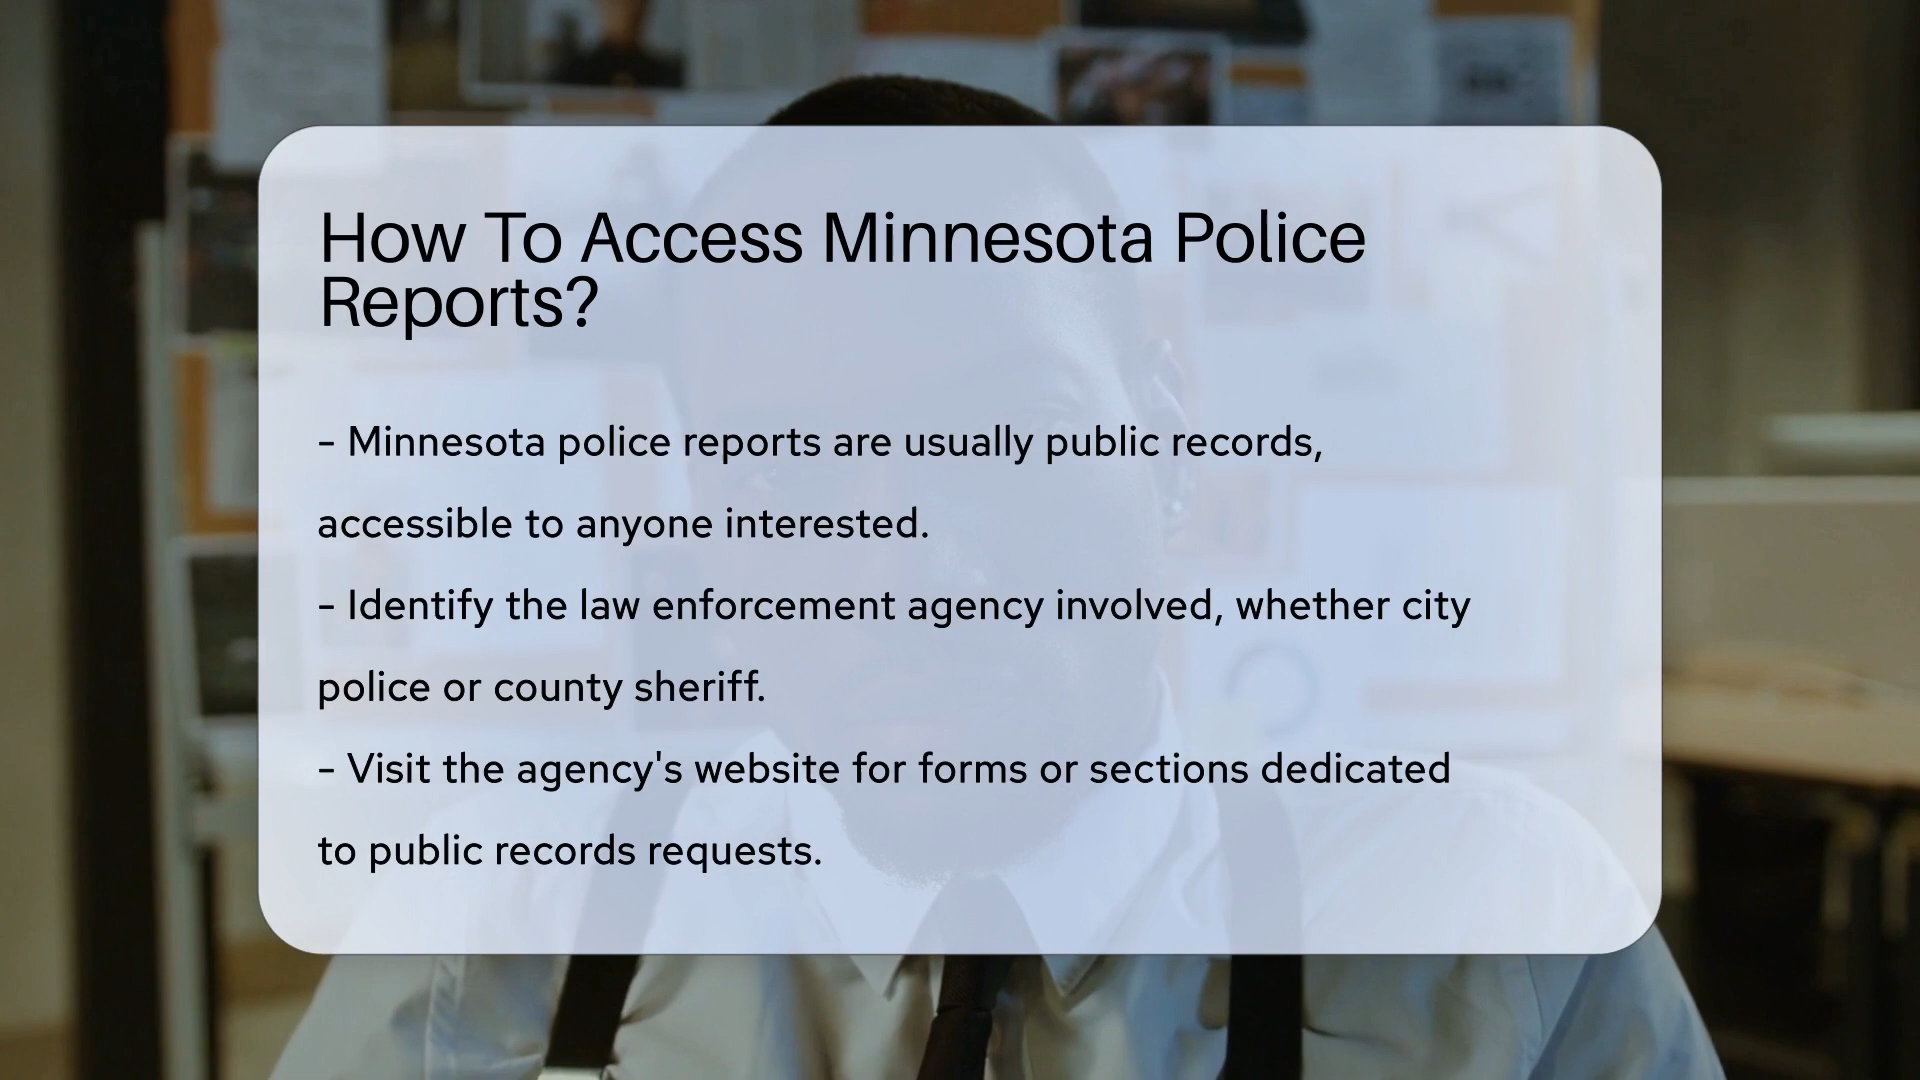 How To Access Minnesota Police
Reports?
- Minnesota police reports are usually public records,
accessible to anyone interested.
- Identify the law enforcement agency involved, whether city
police or county sheriff.
- Visit the agency's website for forms or sections dedicated
to public records requests.